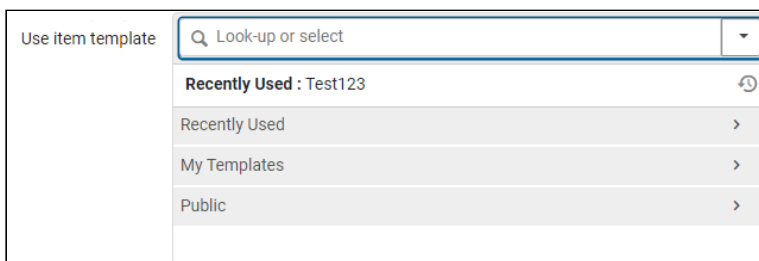 Use item template
Look-up or select
Recently Used : Test123
Recently Used
My Templates
Public